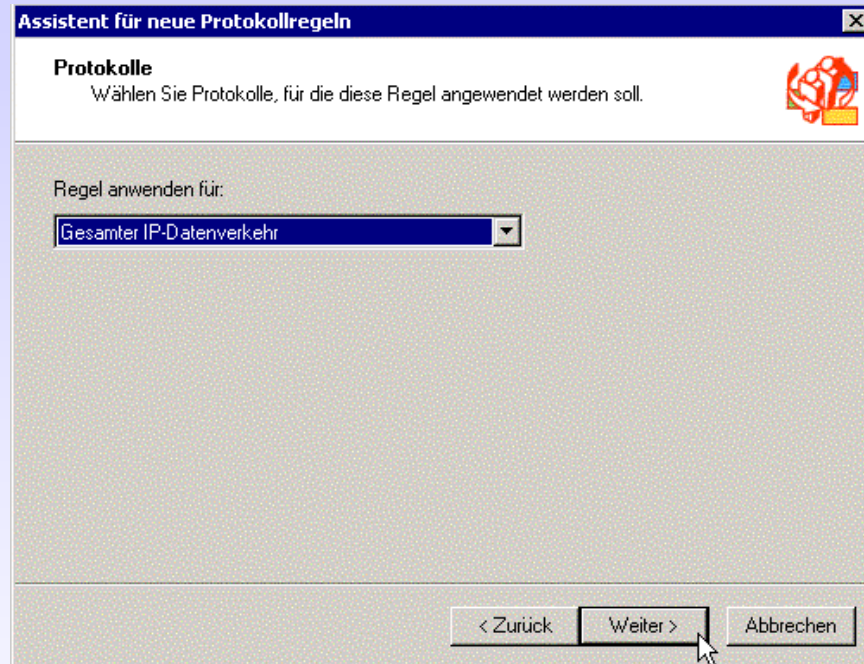 Assistent für neue Protokollregeln
Protokolle
Wählen Sie Protokolle, für die diese Regel angewendet werden soll.
Regel anwenden für:
Gesamter IP-Datenverkehr
< Zurück Weiter > Abbrechen